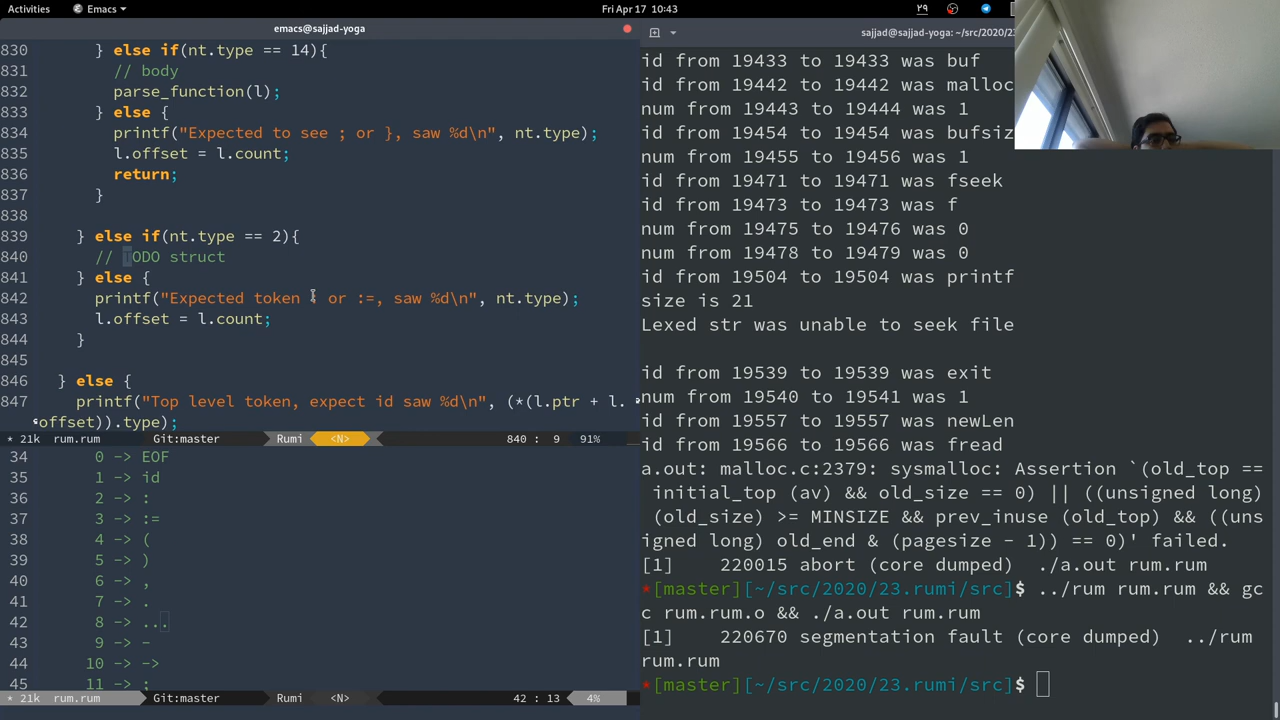 Activities
Emacs
Fri Apr 17 10:43
۲۹
emacs@sajjad-yoga
830 } else if(nt.type == 14){
831 // body
832 parse_function(l);
833 } else {
834 printf("Expected to see ; or }, saw %d\n", nt.type);
835 l.offset = l.count;
836 return;
837 }
838
839 } else if(nt.type == 2){
840 // TODO struct
841 } else {
842 printf("Expected token : or :=, saw %d\n", nt.type);
843 l.offset = l.count;
844 }
845
846 } else {
847 printf("Top level token, expect id saw %d\n", (*(l.ptr + l.
offset)).type);
* 21k rum.rum Git:master Rumi <N> 840 : 9 91%
34 0 -> EOF
35 1 -> id
36 2 -> :
37 3 -> :=
38 4 -> (
39 5 -> )
40 6 -> ,
41 7 -> .
42 8 -> ...
43 9 -> -
44 10 -> ->
45 11 -> ;
* 21k rum.rum Git:master Rumi <N> 42 : 13 4%
sajjad@sajjad-yoga: ~/src/2020/23
id from 19433 to 19433 was buf
id from 19442 to 19442 was malloc
num from 19443 to 19444 was 1
id from 19454 to 19454 was bufsiz
num from 19455 to 19456 was 1
id from 19471 to 19471 was fseek
id from 19473 to 19473 was f
num from 19475 to 19476 was 0
num from 19478 to 19479 was 0
id from 19504 to 19504 was printf
size is 21
Lexed str was unable to seek file
id from 19539 to 19539 was exit
num from 19540 to 19541 was 1
id from 19557 to 19557 was newLen
id from 19566 to 19566 was fread
a.out: malloc.c:2379: sysmalloc: Assertion `(old_top ==
initial_top (av) && old_size == 0) || ((unsigned long)
(old_size) >= MINSIZE && prev_inuse (old_top) && ((uns
igned long) old_end & (pagesize - 1)) == 0)' failed.
[1] 220015 abort (core dumped) ./a.out rum.rum
*[master][~/src/2020/23.rumi/src]$ ../rum rum.rum && gc
c rum.rum.o && ./a.out rum.rum
[1] 220670 segmentation fault (core dumped) ../rum
rum.rum
*[master][~/src/2020/23.rumi/src]$